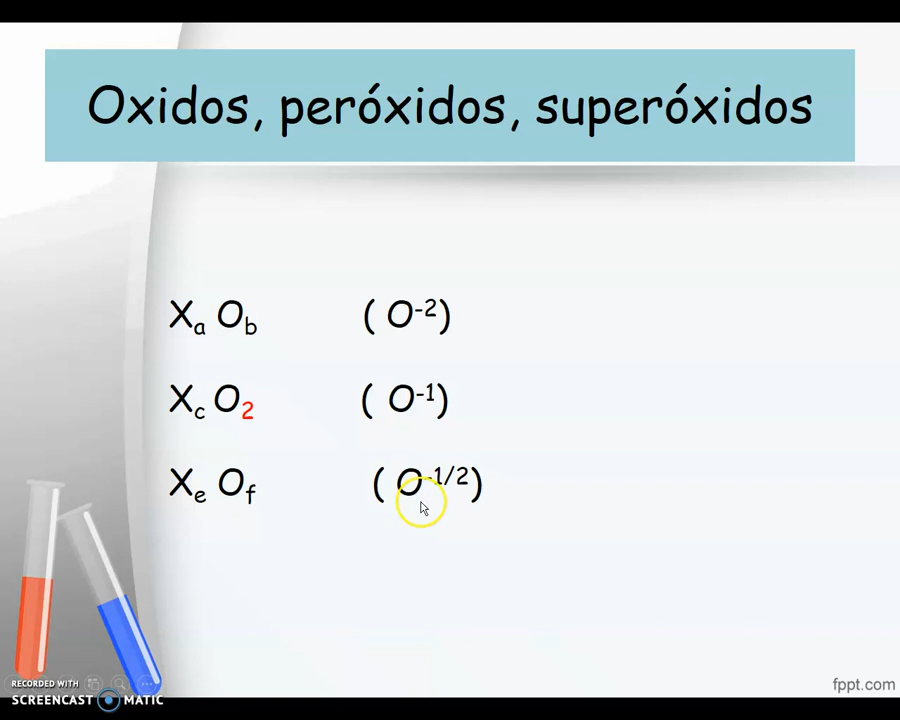 Oxidos, peróxidos, superóxidos
Xa Ob ( O-2)
Xc O2 ( O-1)
Xe Of ( O-1/2)
RECORDED WITH
SCREENCAST MATIC
fppt.com